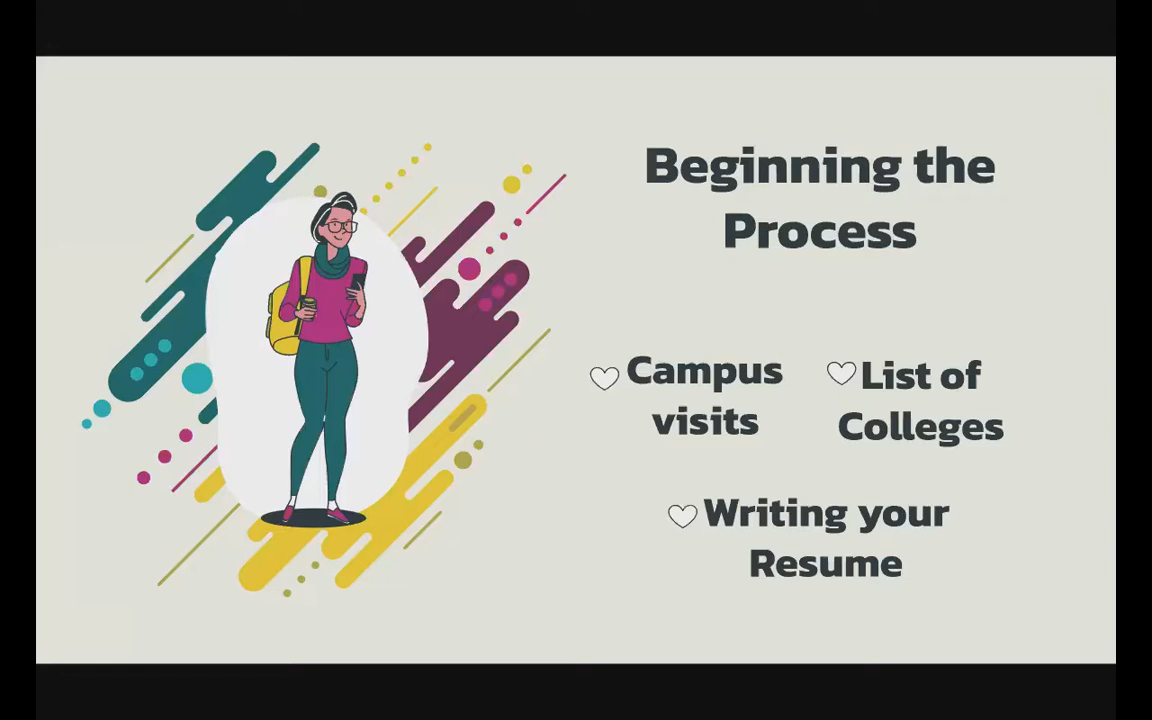 Beginning the
Process
Campus
visits
List of
Colleges
Writing your
Resume